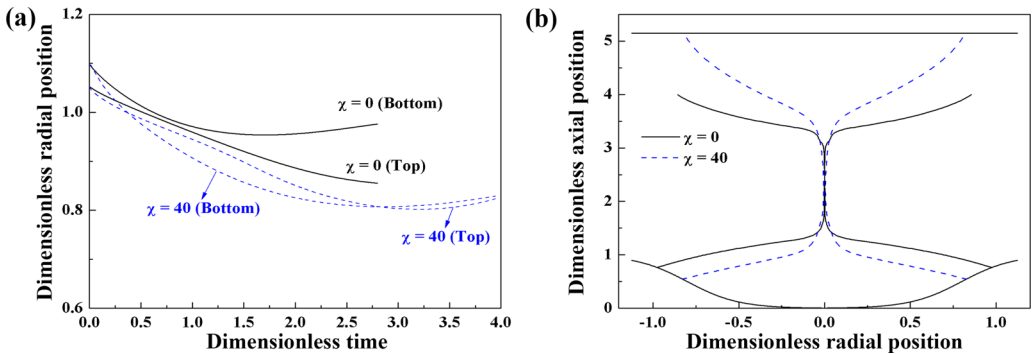 (a)
Dimensionless radial position
1.2
1.0
0.8
0.6
χ = 0 (Bottom)
χ = 0 (Top)
χ = 40 (Bottom)
χ = 40 (Top)
0.0 0.5 1.0 1.5 2.0 2.5 3.0 3.5 4.0
Dimensionless time
(b)
Dimensionless axial position
5
4
3
2
1
0
χ = 0
χ = 40
-1.0 -0.5 0.0 0.5 1.0
Dimensionless radial position